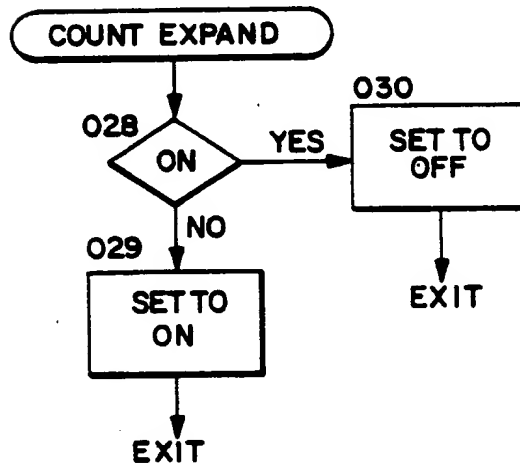 COUNT EXPAND
028
ON
YES
030
SET TO
OFF
EXIT
NO
029
SET TO
ON
EXIT